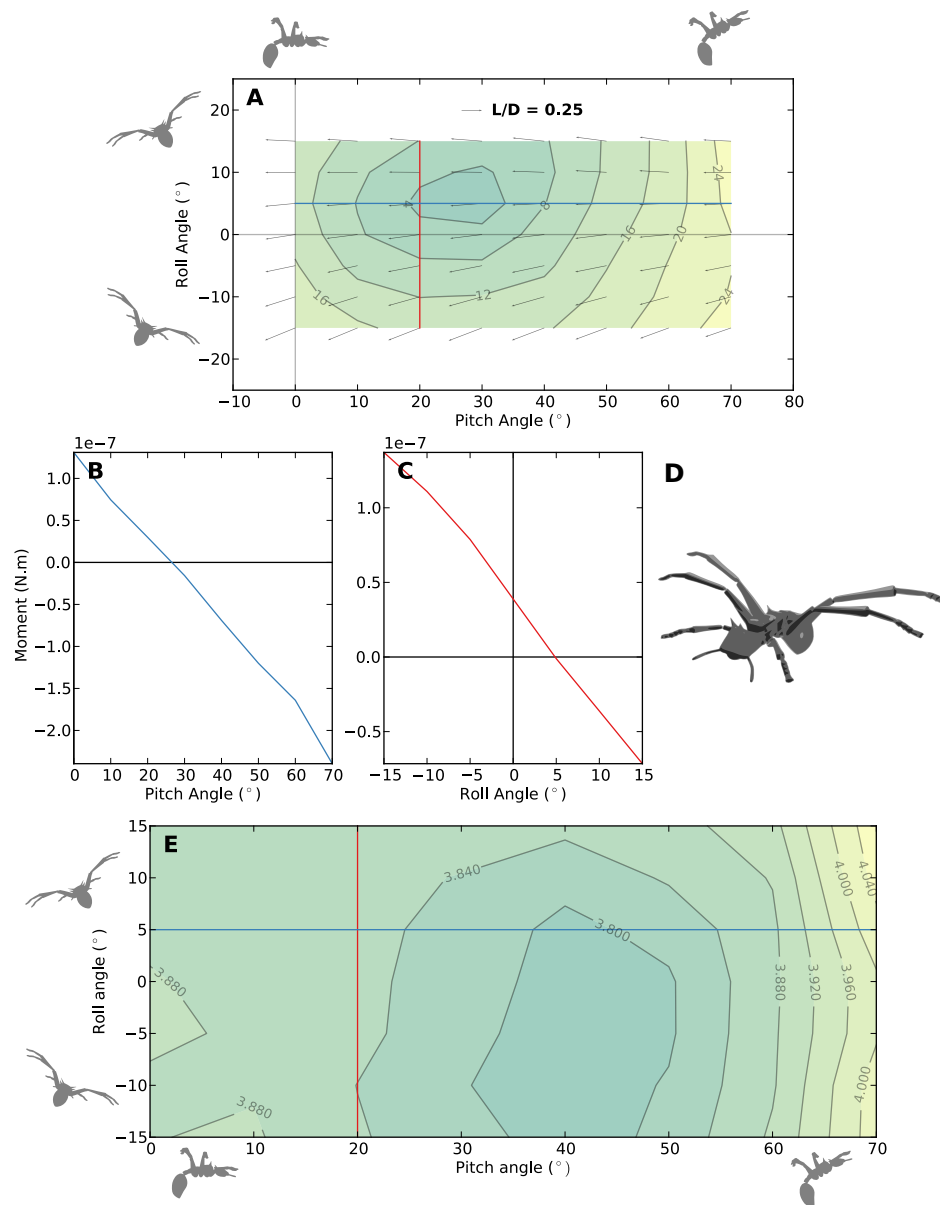 A
L/D = 0.25
Roll Angle (°)
20
10
0
−10
−20
4
8
12
16
16
20
24
24
−10 0 10 20 30 40 50 60 70 80
Pitch Angle (°)
1e-7
B
Moment (N.m)
1.0
0.5
0.0
−0.5
−1.0
−1.5
−2.0
0 10 20 30 40 50 60 70
Pitch Angle (°)
1e-7
C
1.0
0.5
0.0
−0.5
−15 −10 −5 0 5 10 15
Roll Angle (°)
D
E
Roll angle (°)
15
10
5
0
−5
−10
−15
3.840
3.800
3.880
3.880
3.880
3.920
3.960
4.000
4.040
4.000
0 10 20 30 40 50 60 70
Pitch angle (°)